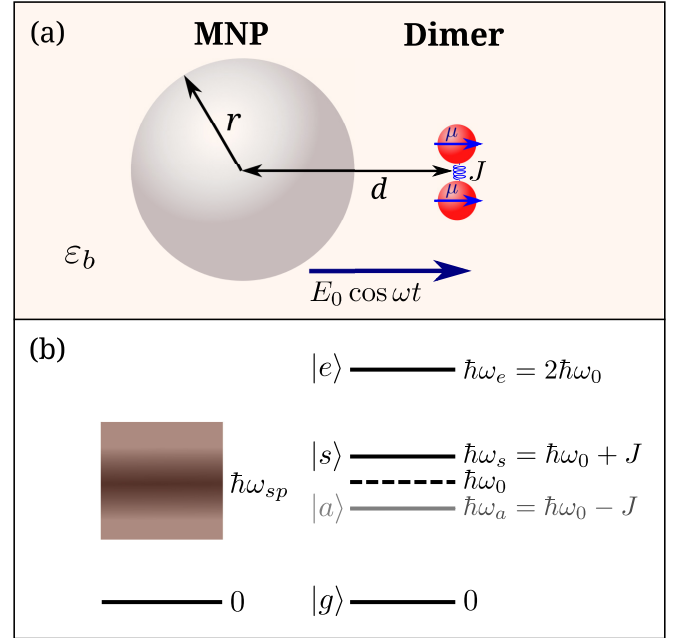 (a) MNP Dimer
r
μ
J
μ
d
ε_b
E_0 cos ωt
(b)
|e⟩ ħω_e = 2ħω_0
|s⟩ ħω_s = ħω_0 + J
ħω_sp ħω_0
|a⟩ ħω_a = ħω_0 − J
0 |g⟩ 0